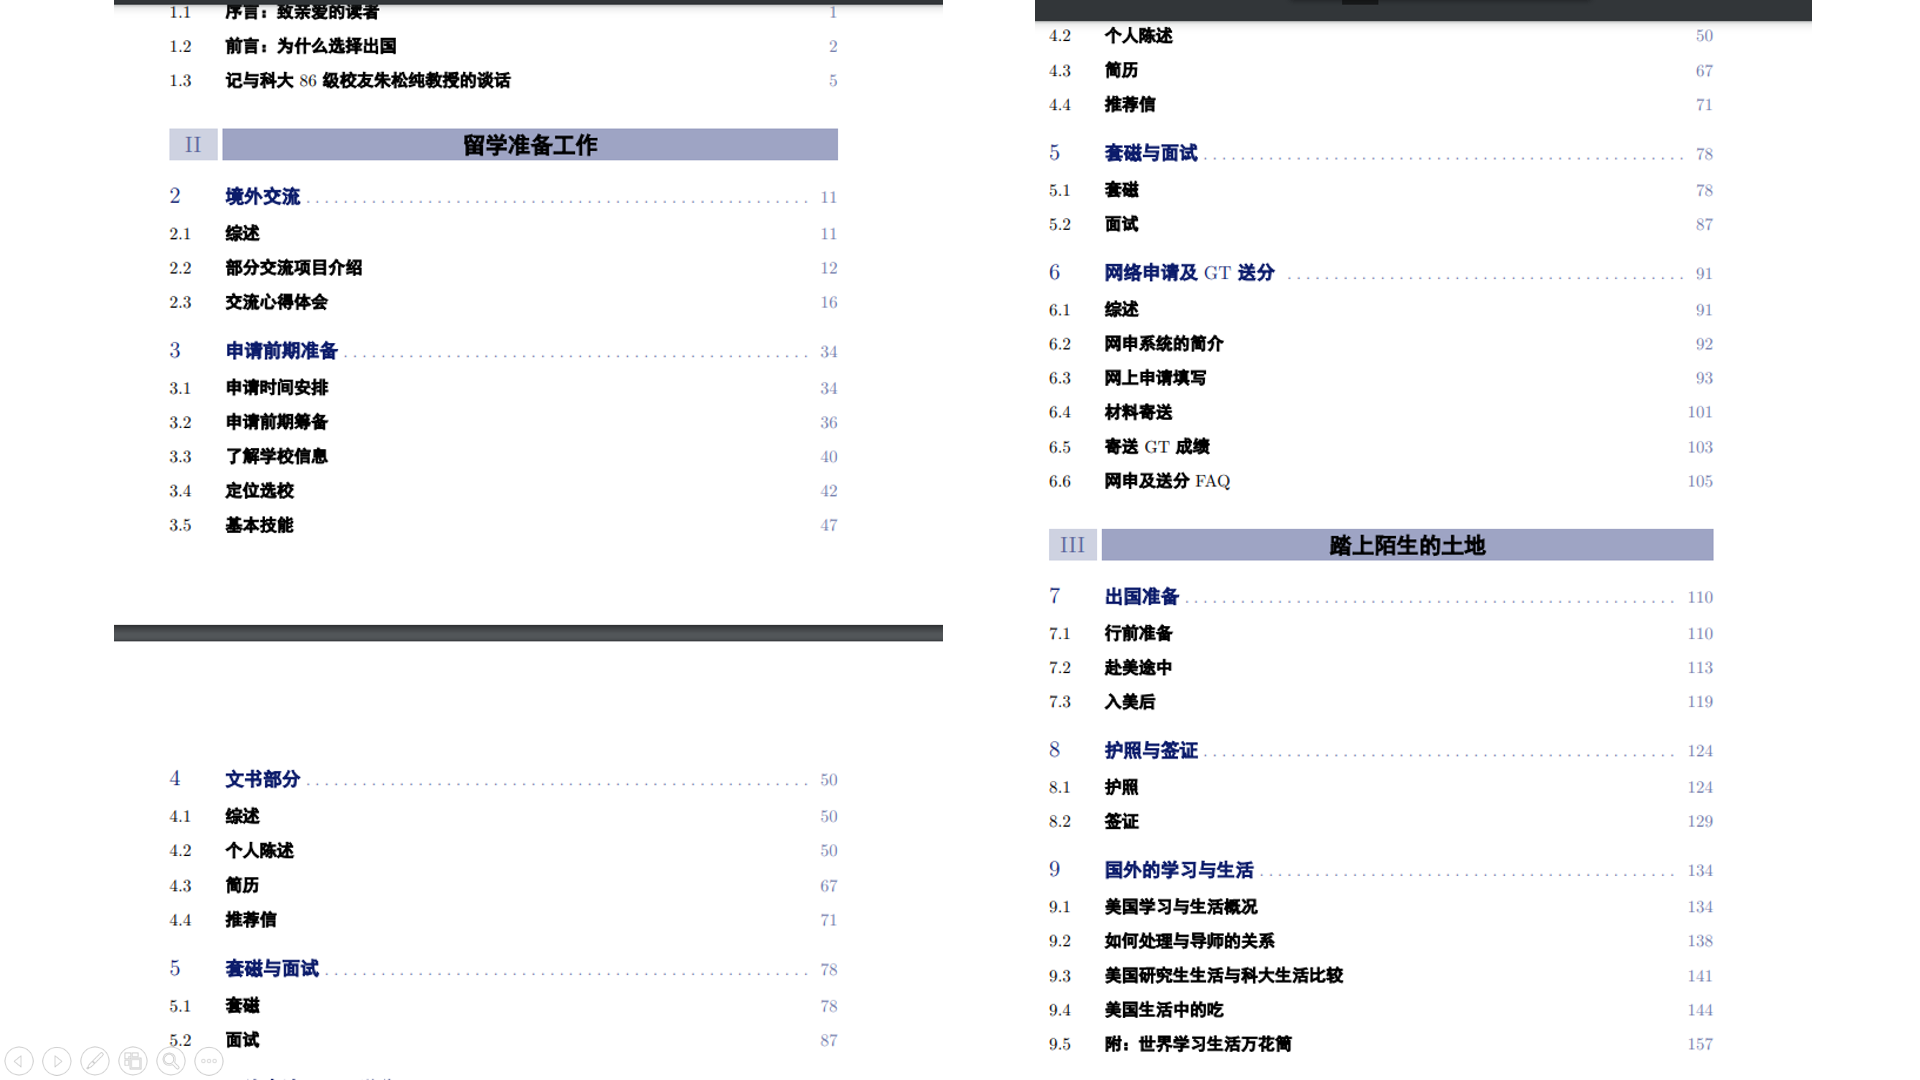 1.1 序言：致亲爱的读者 1
1.2 前言：为什么选择出国 2
1.3 记与科大 86 级校友朱松纯教授的谈话 5
II 留学准备工作
2 境外交流 11
2.1 综述 11
2.2 部分交流项目介绍 12
2.3 交流心得体会 16
3 申请前期准备 34
3.1 申请时间安排 34
3.2 申请前期筹备 36
3.3 了解学校信息 40
3.4 定位选校 42
3.5 基本技能 47
4 文书部分 50
4.1 综述 50
4.2 个人陈述 50
4.3 简历 67
4.4 推荐信 71
5 套磁与面试 78
5.1 套磁 78
5.2 面试 87
4.2 个人陈述 50
4.3 简历 67
4.4 推荐信 71
5 套磁与面试 78
5.1 套磁 78
5.2 面试 87
6 网络申请及 GT 送分 91
6.1 综述 91
6.2 网申系统的简介 92
6.3 网上申请填写 93
6.4 材料寄送 101
6.5 寄送 GT 成绩 103
6.6 网申及送分 FAQ 105
III 踏上陌生的土地
7 出国准备 110
7.1 行前准备 110
7.2 赴美途中 113
7.3 入美后 119
8 护照与签证 124
8.1 护照 124
8.2 签证 129
9 国外的学习与生活 134
9.1 美国学习与生活概况 134
9.2 如何处理与导师的关系 138
9.3 美国研究生生活与科大生活比较 141
9.4 美国生活中的吃 144
9.5 附：世界学习生活万花筒 157